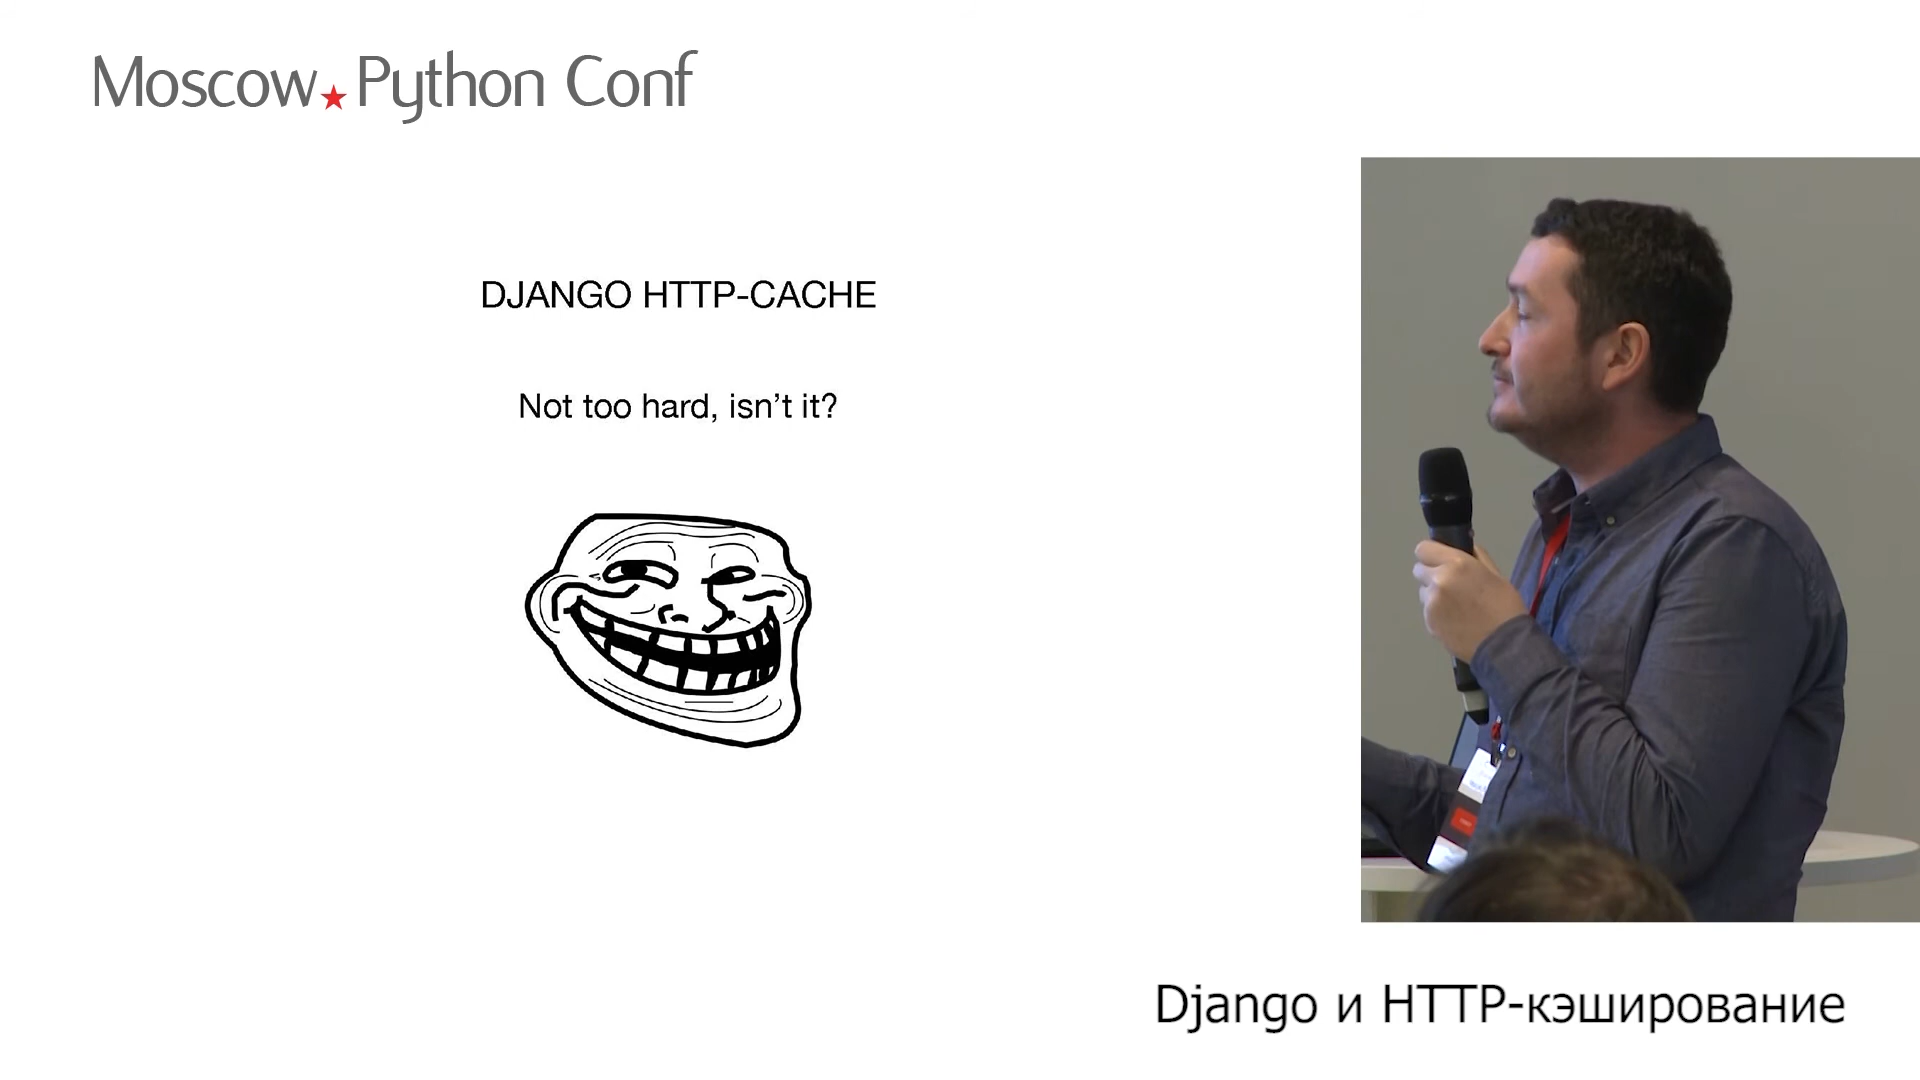 Moscow Python Conf
DJANGO HTTP-CACHE
Not too hard, isn’t it?
Django и HTTP-кэширование